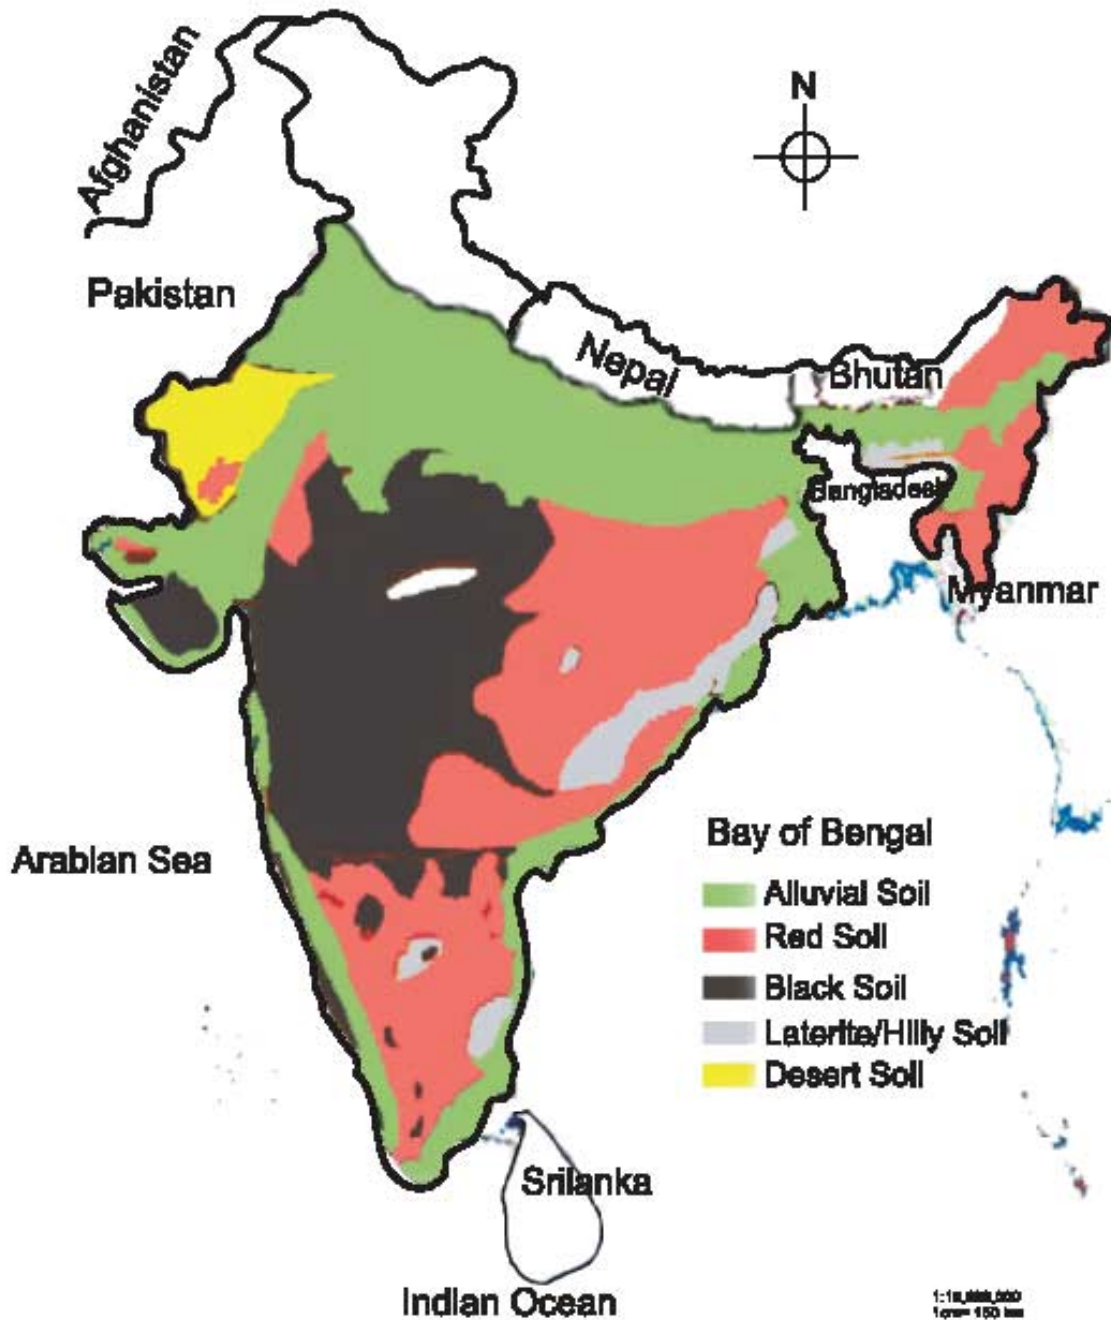 Afghanistan
N
Pakistan
Nepal
Bhutan
Bangladesh
Myanmar
Arabian Sea
Bay of Bengal
Alluvial Soil
Red Soil
Black Soil
Laterite/Hilly Soil
Desert Soil
Srilanka
Indian Ocean